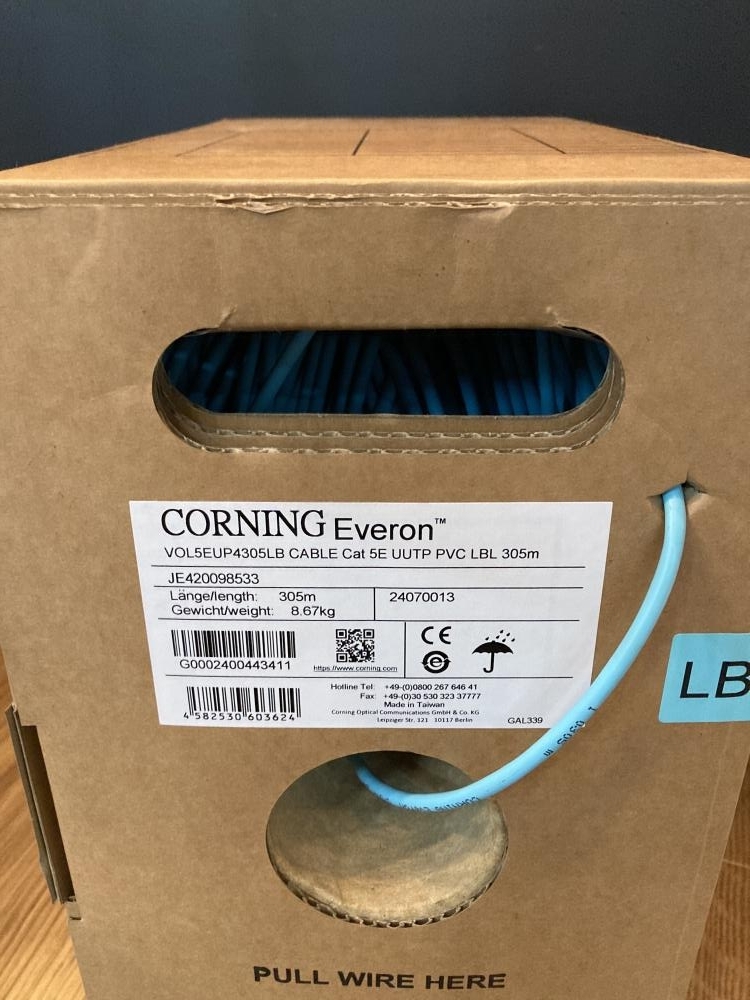 CORNING Everon™
VOL5EUP4305LB CABLE Cat 5E UUTP PVC LBL 305m
JE420098533
Länge/length: 305m
Gewicht/weight: 8.67kg
24070013
G0002400443411
https://www.corning.com
CE
4 582530 603624
Hotline Tel: +49-(0)0800 267 646 41
Fax: +49-(0)30 530 323 37777
Made in Taiwan
Corning Optical Communications GmbH & Co. KG
Leipziger Str. 121 10117 Berlin
GAL339
LB
PULL WIRE HERE